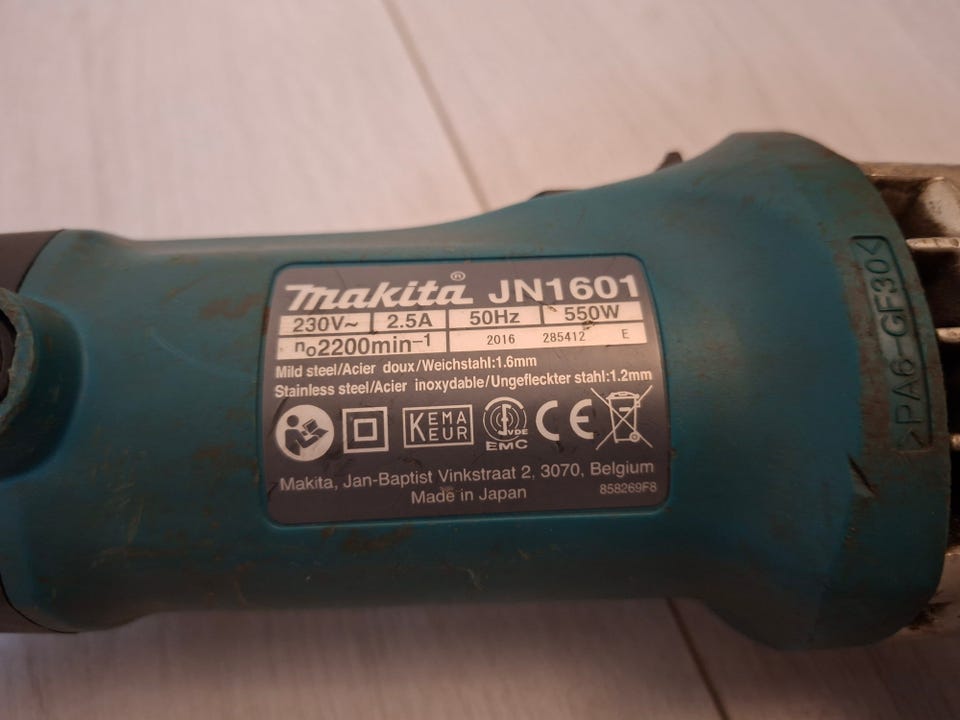 makita® JN1601
230V~ 2.5A 50Hz 550W
n₀2200min⁻¹ 2016 285412 E
Mild steel/Acier doux/Weichstahl:1.6mm
Stainless steel/Acier inoxydable/Ungefleckter stahl:1.2mm
KEMA
KEUR
VDE
EMC
CE
Makita, Jan-Baptist Vinkstraat 2, 3070, Belgium
Made in Japan 858269F8
>PA6-GF30<